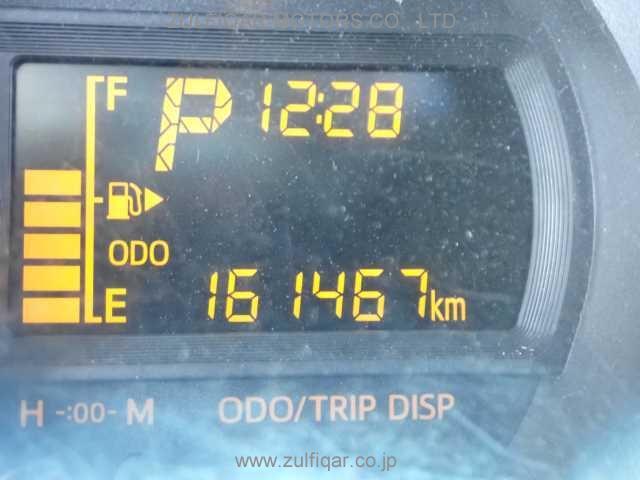 ZULFIQAR MOTORS CO., LTD
F
P 12:28
ODO
E 161467km
H -:00- M ODO/TRIP DISP
www.zulfiqar.co.jp